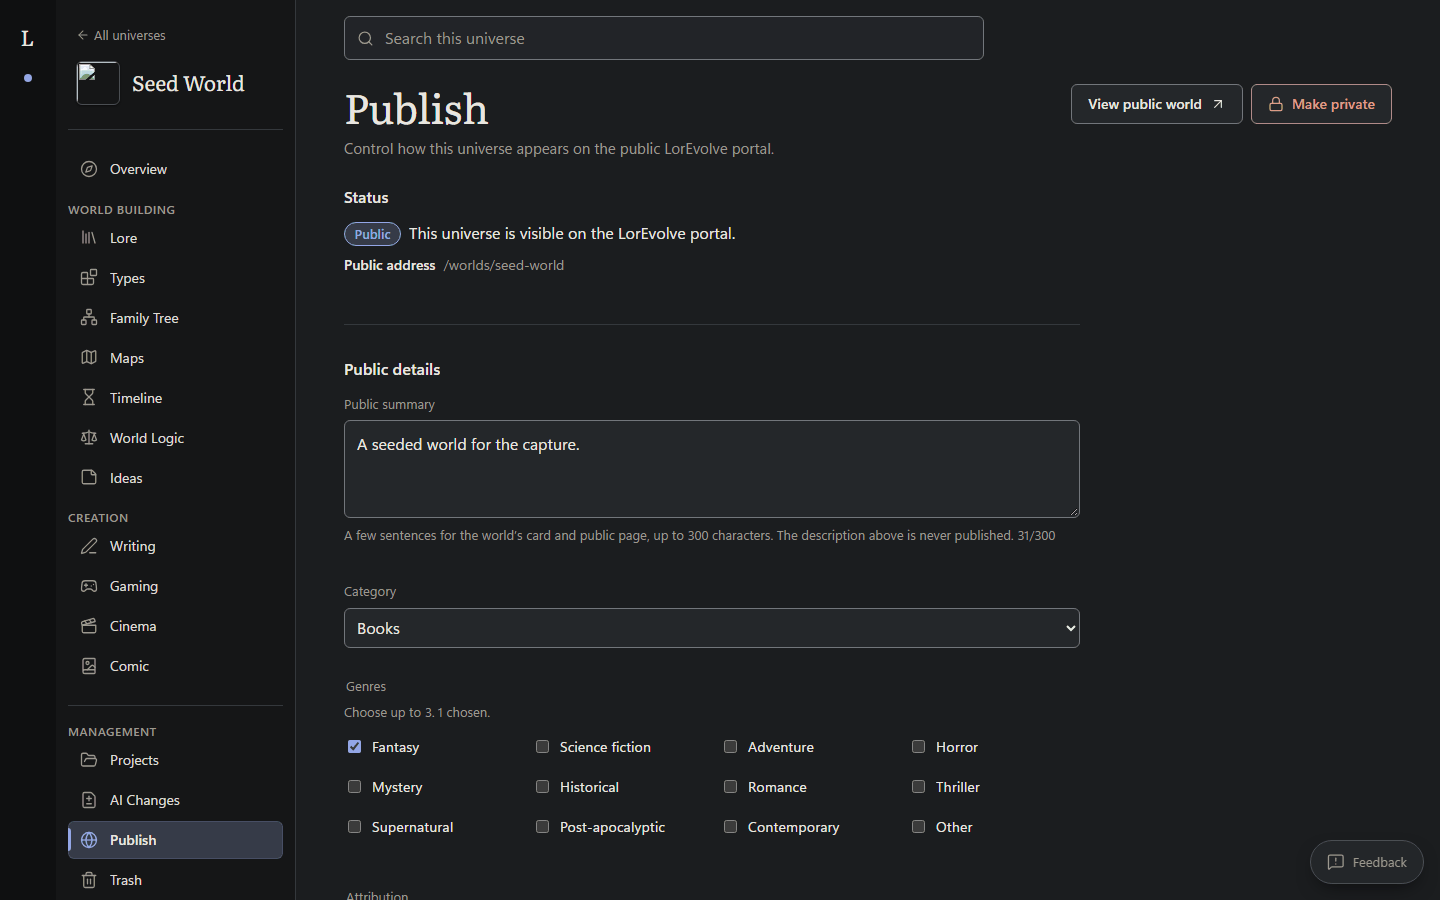 L
All universes
Seed World
Overview
WORLD BUILDING
Lore
Types
Family Tree
Maps
Timeline
World Logic
Ideas
CREATION
Writing
Gaming
Cinema
Comic
MANAGEMENT
Projects
AI Changes
Publish
Trash
Search this universe
Publish
View public world
Make private
Control how this universe appears on the public LorEvolve portal.
Status
Public This universe is visible on the LorEvolve portal.
Public address /worlds/seed-world
Public details
Public summary
A seeded world for the capture.
A few sentences for the world's card and public page, up to 300 characters. The description above is never published. 31/300
Category
Books
Genres
Choose up to 3. 1 chosen.
Fantasy Science fiction Adventure Horror
Mystery Historical Romance Thriller
Supernatural Post-apocalyptic Contemporary Other
Attribution
Feedback